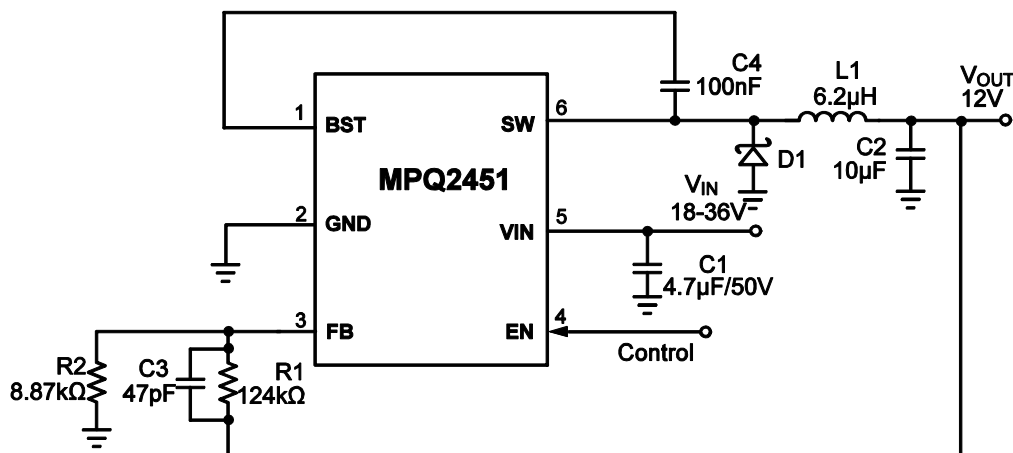 C4
100nF
L1
6.2µH
VOUT
12V
1
BST
SW
6
C2
10µF
D1
MPQ2451
VIN
18-36V
2
GND
VIN
5
C1
4.7µF/50V
3
FB
EN
4
Control
R2
8.87kΩ
C3
47pF
R1
124kΩ